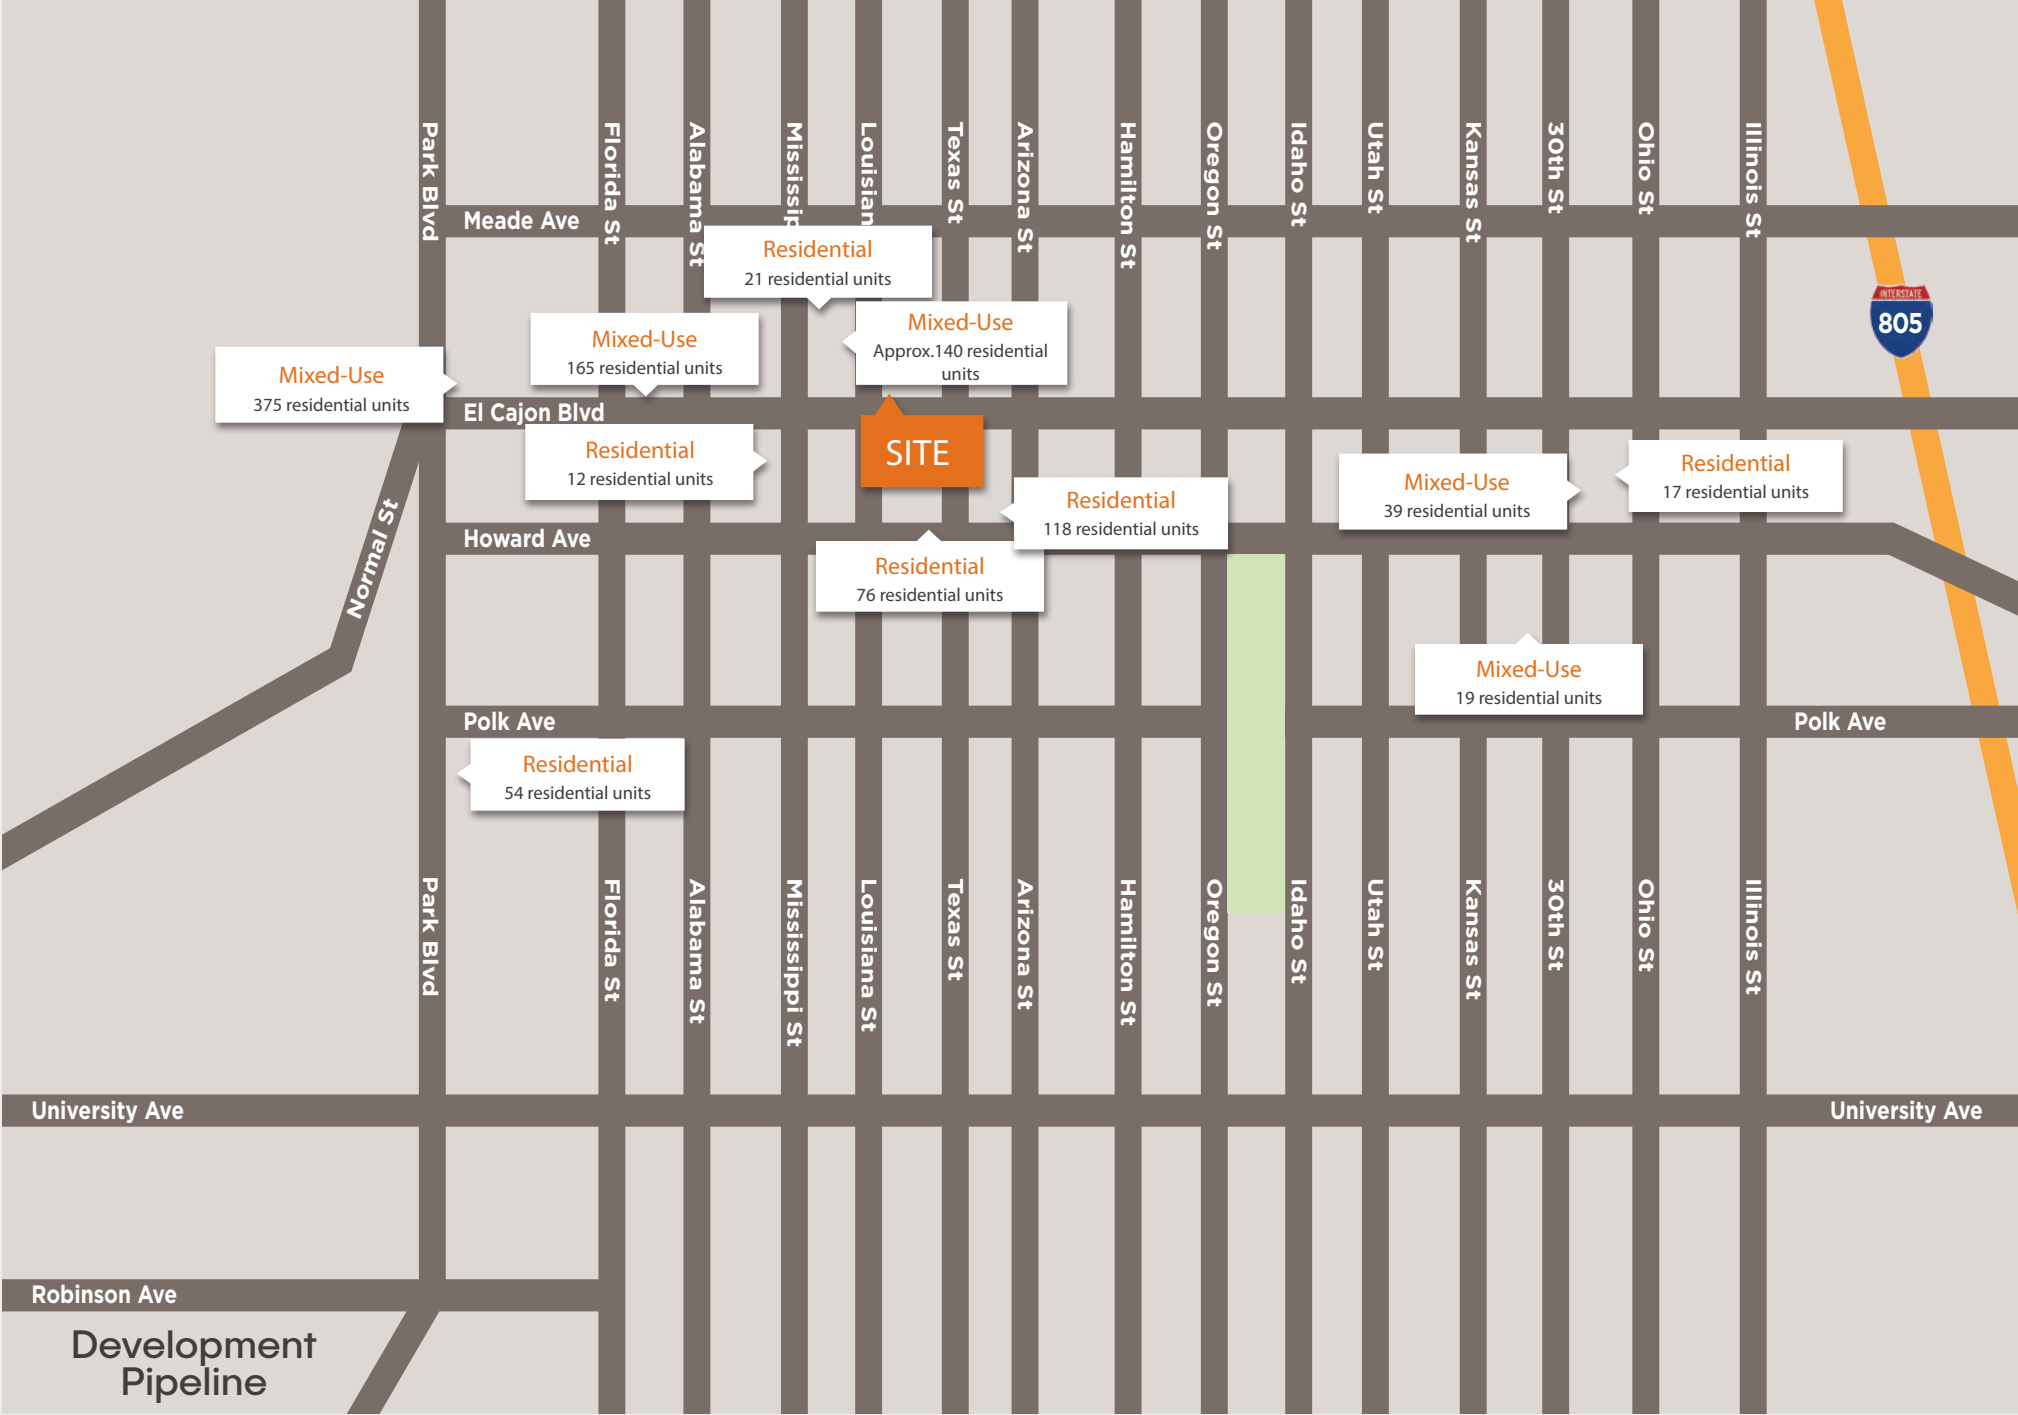 Park Blvd
Florida St
Alabama St
Mississip
Louisian
Texas St
Arizona St
Hamilton St
Oregon St
Idaho St
Utah St
Kansas St
30th St
Ohio St
Illinois St
Meade Ave
Residential
21 residential units
INTERSTATE
805
Mixed-Use
Approx.140 residential
units
Mixed-Use
165 residential units
Mixed-Use
375 residential units
El Cajon Blvd
Residential
12 residential units
SITE
Mixed-Use
39 residential units
Residential
17 residential units
Residential
118 residential units
Normal St
Howard Ave
Residential
76 residential units
Mixed-Use
19 residential units
Polk Ave
Polk Ave
Residential
54 residential units
Park Blvd
Florida St
Alabama St
Mississippi St
Louisiana St
Texas St
Arizona St
Hamilton St
Oregon St
Idaho St
Utah St
Kansas St
30th St
Ohio St
Illinois St
University Ave
University Ave
Robinson Ave
Development
Pipeline